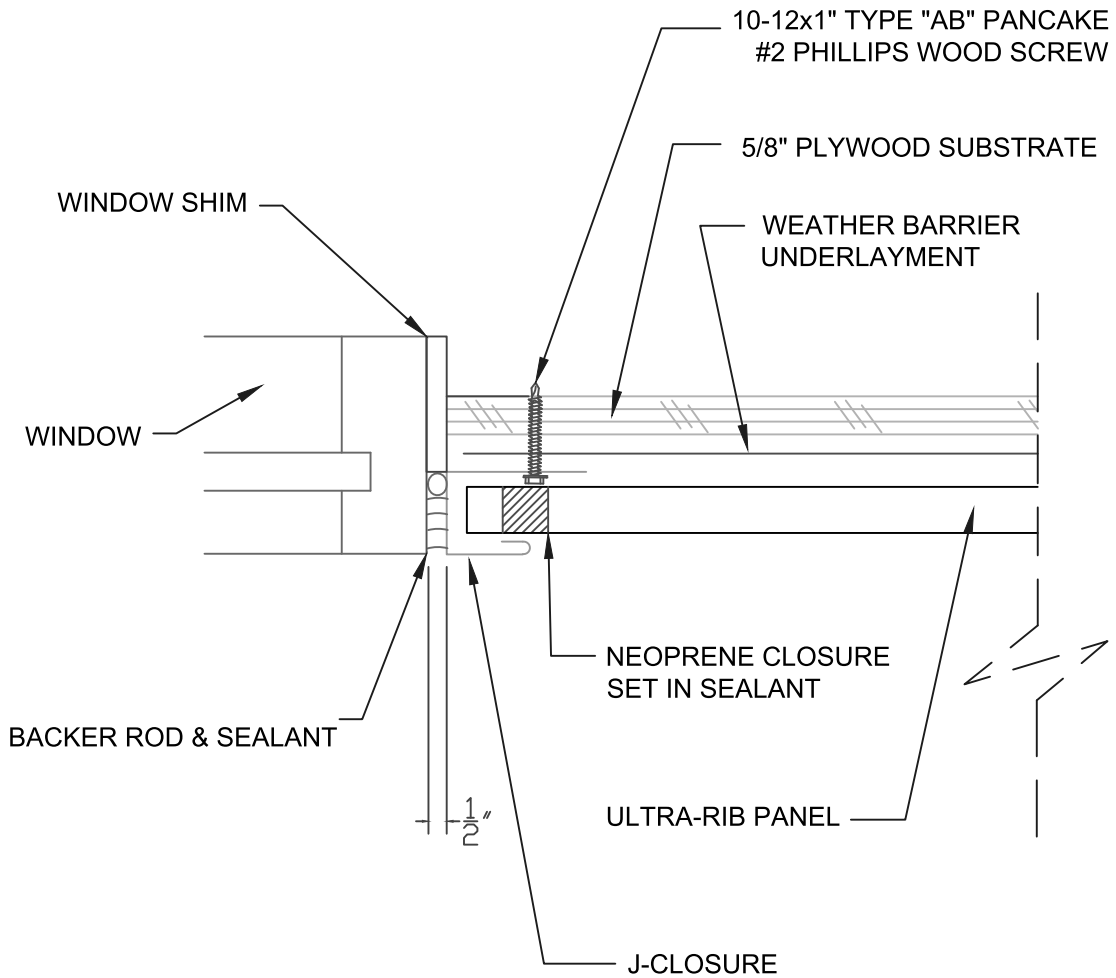 10-12x1" TYPE "AB" PANCAKE
#2 PHILLIPS WOOD SCREW
5/8" PLYWOOD SUBSTRATE
WINDOW SHIM
WEATHER BARRIER
UNDERLAYMENT
WINDOW
NEOPRENE CLOSURE
SET IN SEALANT
BACKER ROD & SEALANT
1/2"
ULTRA-RIB PANEL
J-CLOSURE